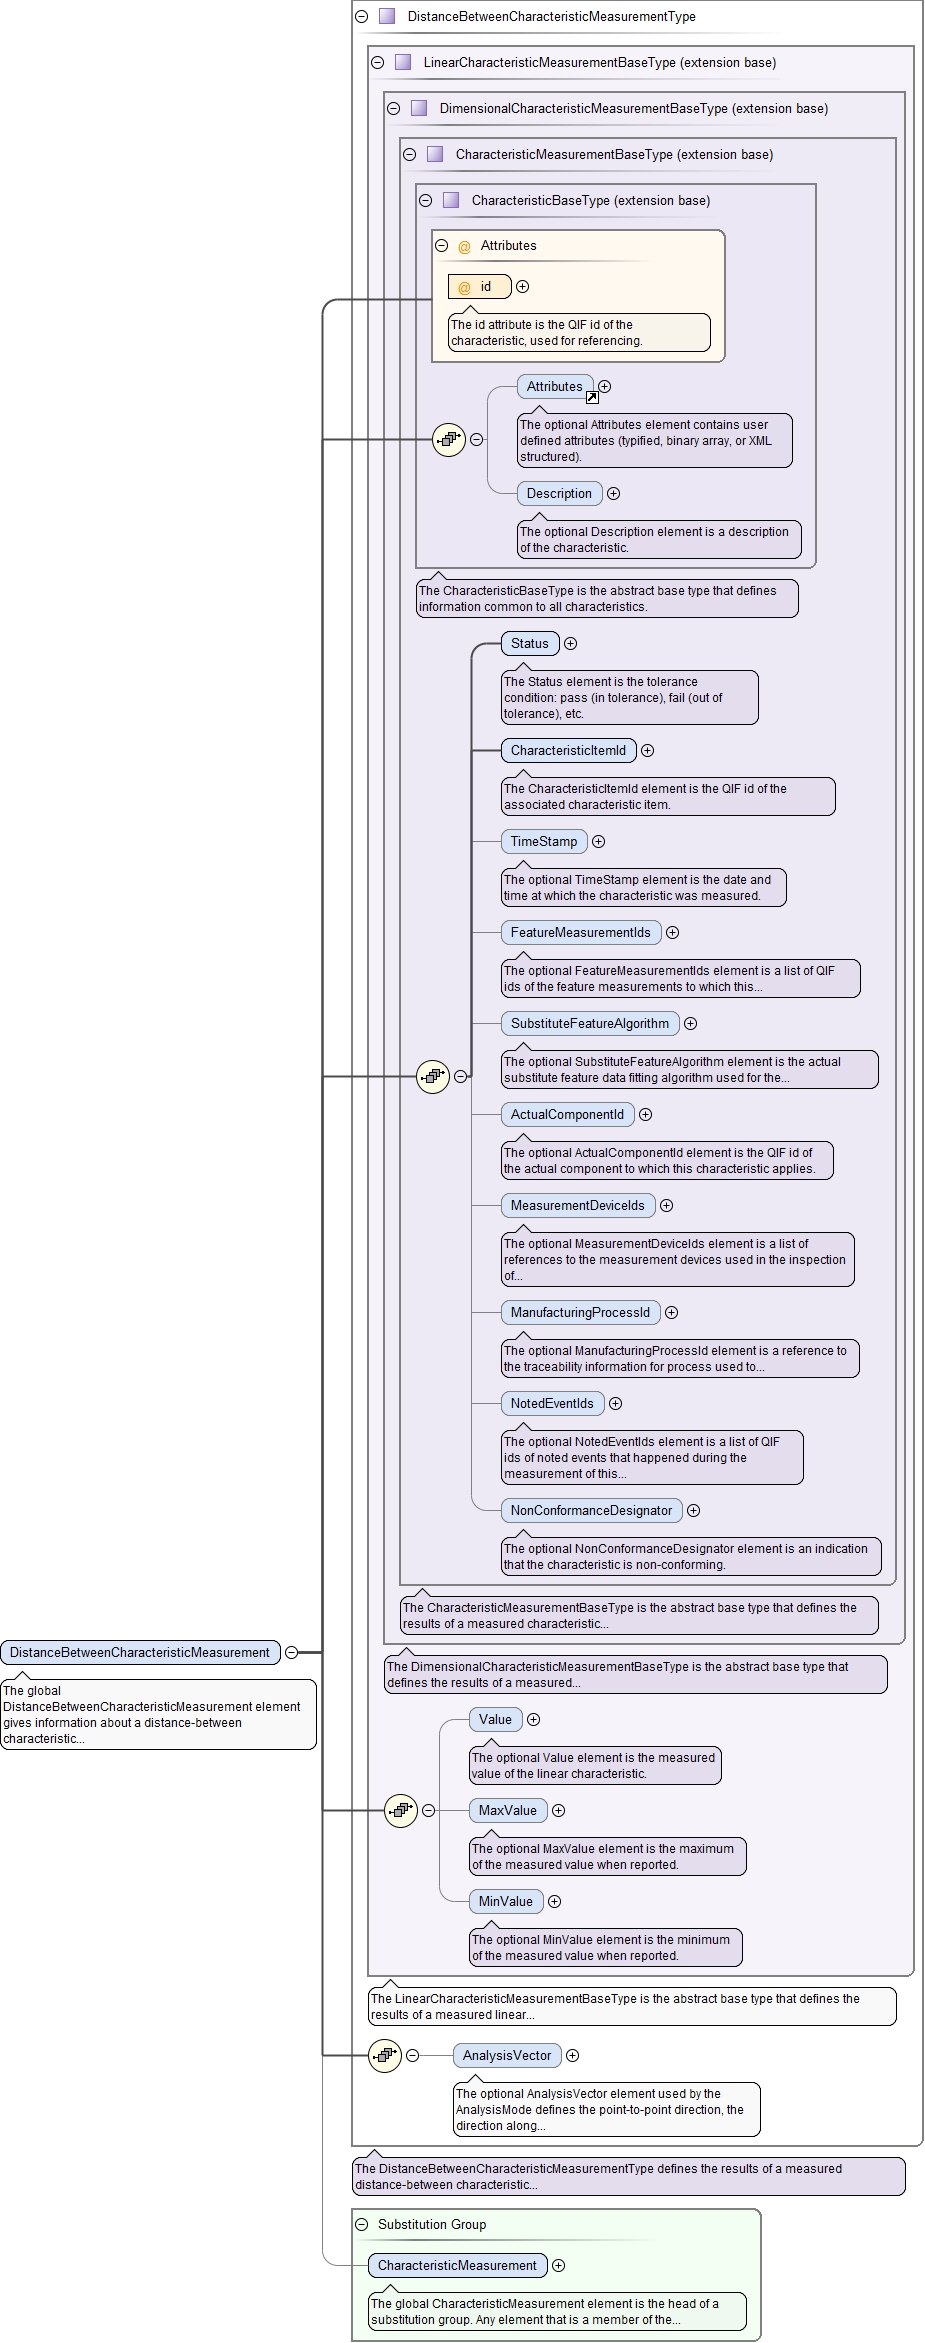 DistanceBetweenCharacteristicMeasurementType
LinearCharacteristicMeasurementBaseType (extension base)
DimensionalCharacteristicMeasurementBaseType (extension base)
CharacteristicMeasurementBaseType (extension base)
CharacteristicBaseType (extension base)
@ Attributes
@ id
The id attribute is the QIF id of the
characteristic, used for referencing.
Attributes
The optional Attributes element contains user
defined attributes (typified, binary array, or XML
structured).
Description
The optional Description element is a description
of the characteristic.
The CharacteristicBaseType is the abstract base type that defines
information common to all characteristics.
Status
The Status element is the tolerance
condition: pass (in tolerance), fail (out of
tolerance), etc.
CharacteristicItemId
The CharacteristicItemId element is the QIF id of the
associated characteristic item.
TimeStamp
The optional TimeStamp element is the date and
time at which the characteristic was measured.
FeatureMeasurementIds
The optional FeatureMeasurementIds element is a list of QIF
ids of the feature measurements to which this...
SubstituteFeatureAlgorithm
The optional SubstituteFeatureAlgorithm element is the actual
substitute feature data fitting algorithm used for the...
ActualComponentId
The optional ActualComponentId element is the QIF id of
the actual component to which this characteristic applies.
MeasurementDeviceIds
The optional MeasurementDeviceIds element is a list of
references to the measurement devices used in the inspection
of...
ManufacturingProcessId
The optional ManufacturingProcessId element is a reference to
the traceability information for process used to...
NotedEventIds
The optional NotedEventIds element is a list of QIF
ids of noted events that happened during the
measurement of this...
NonConformanceDesignator
The optional NonConformanceDesignator element is an indication
that the characteristic is non-conforming.
The CharacteristicMeasurementBaseType is the abstract base type that defines the
results of a measured characteristic...
DistanceBetweenCharacteristicMeasurement
The global
DistanceBetweenCharacteristicMeasurement element
gives information about a distance-between
characteristic...
The DimensionalCharacteristicMeasurementBaseType is the abstract base type that
defines the results of a measured...
Value
The optional Value element is the measured
value of the linear characteristic.
MaxValue
The optional MaxValue element is the maximum
of the measured value when reported.
MinValue
The optional MinValue element is the minimum
of the measured value when reported.
The LinearCharacteristicMeasurementBaseType is the abstract base type that defines the
results of a measured linear...
AnalysisVector
The optional AnalysisVector element used by the
AnalysisMode defines the point-to-point direction, the
direction along...
The DistanceBetweenCharacteristicMeasurementType defines the results of a measured
distance-between characteristic...
Substitution Group
CharacteristicMeasurement
The global CharacteristicMeasurement element is the head of a
substitution group. Any element that is a member of the...